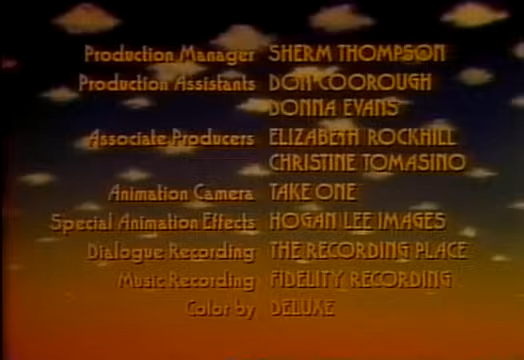 Production Manager SHERM THOMPSON
Production Assistants DON COOROUGH
DONNA EVANS
Associate Producers ELIZABETH ROCKHILL
CHRISTINE TOMASINO
Animation Camera TAKE ONE
Special Animation Effects HOGAN LEE IMAGES
Dialogue Recording THE RECORDING PLACE
Music Recording FIDELITY RECORDING
Color by DELUXE